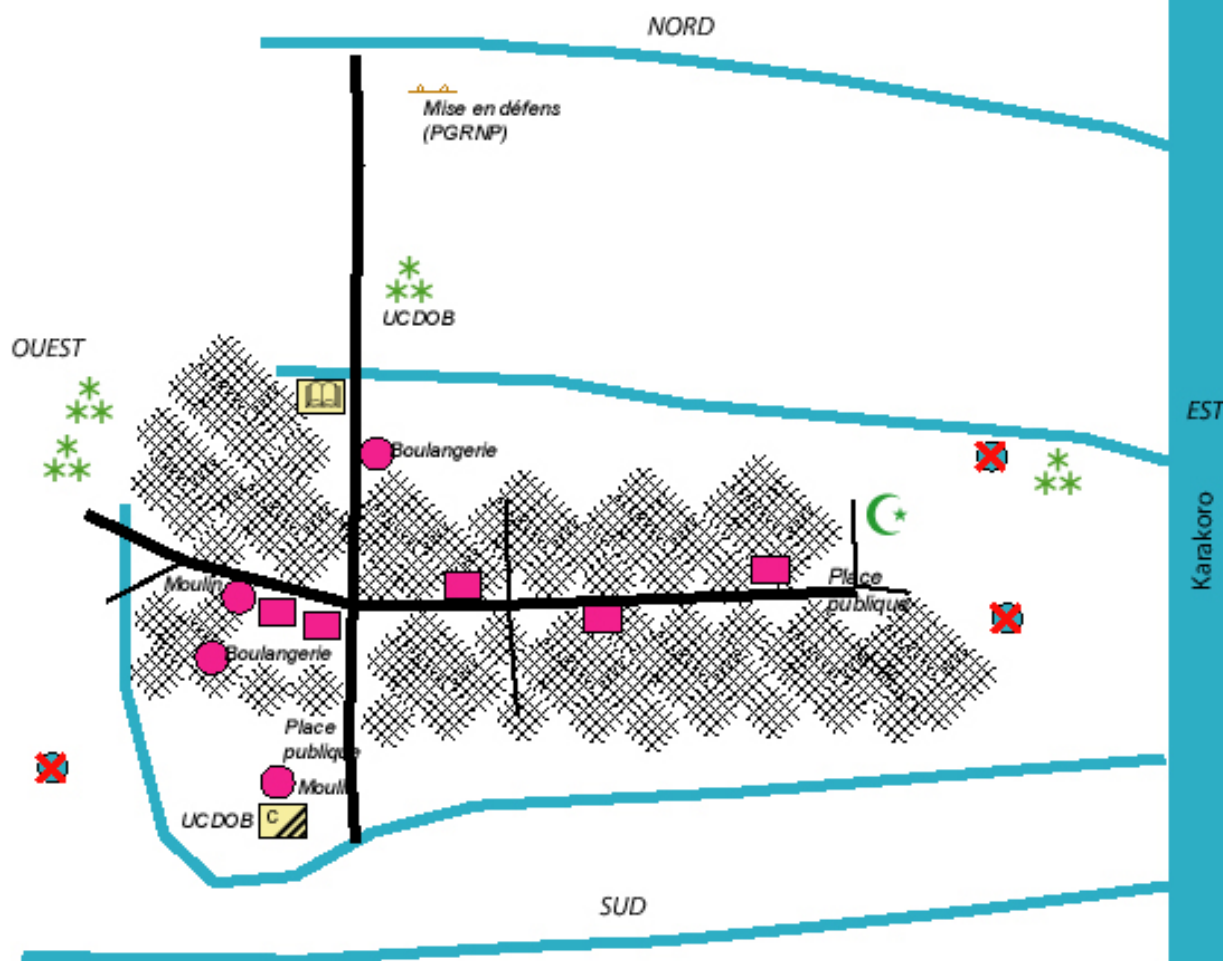 NORD
Mise en défens
(PGRNP)
UCDOB
OUEST
EST
Boulangerie
Karakoro
Moulin
Place
publique
Boulangerie
Place
publique
Moulin
UCDOB
C
SUD